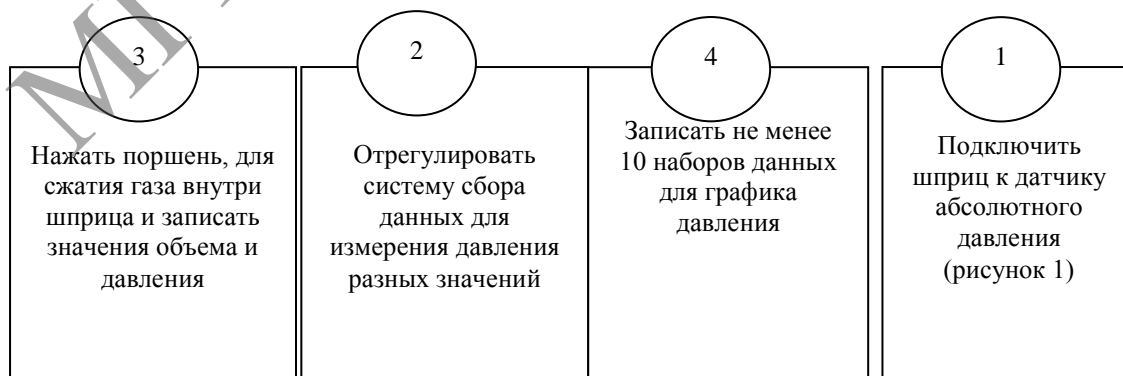 3
Нажать поршень, для
сжатия газа внутри
шприца и записать
значения объема и
давления
2
Отрегулировать
систему сбора
данных для
измерения давления
разных значений
4
Записать не менее
10 наборов данных
для графика
давления
1
Подключить
шприц к датчику
абсолютного
давления
(рисунок 1)